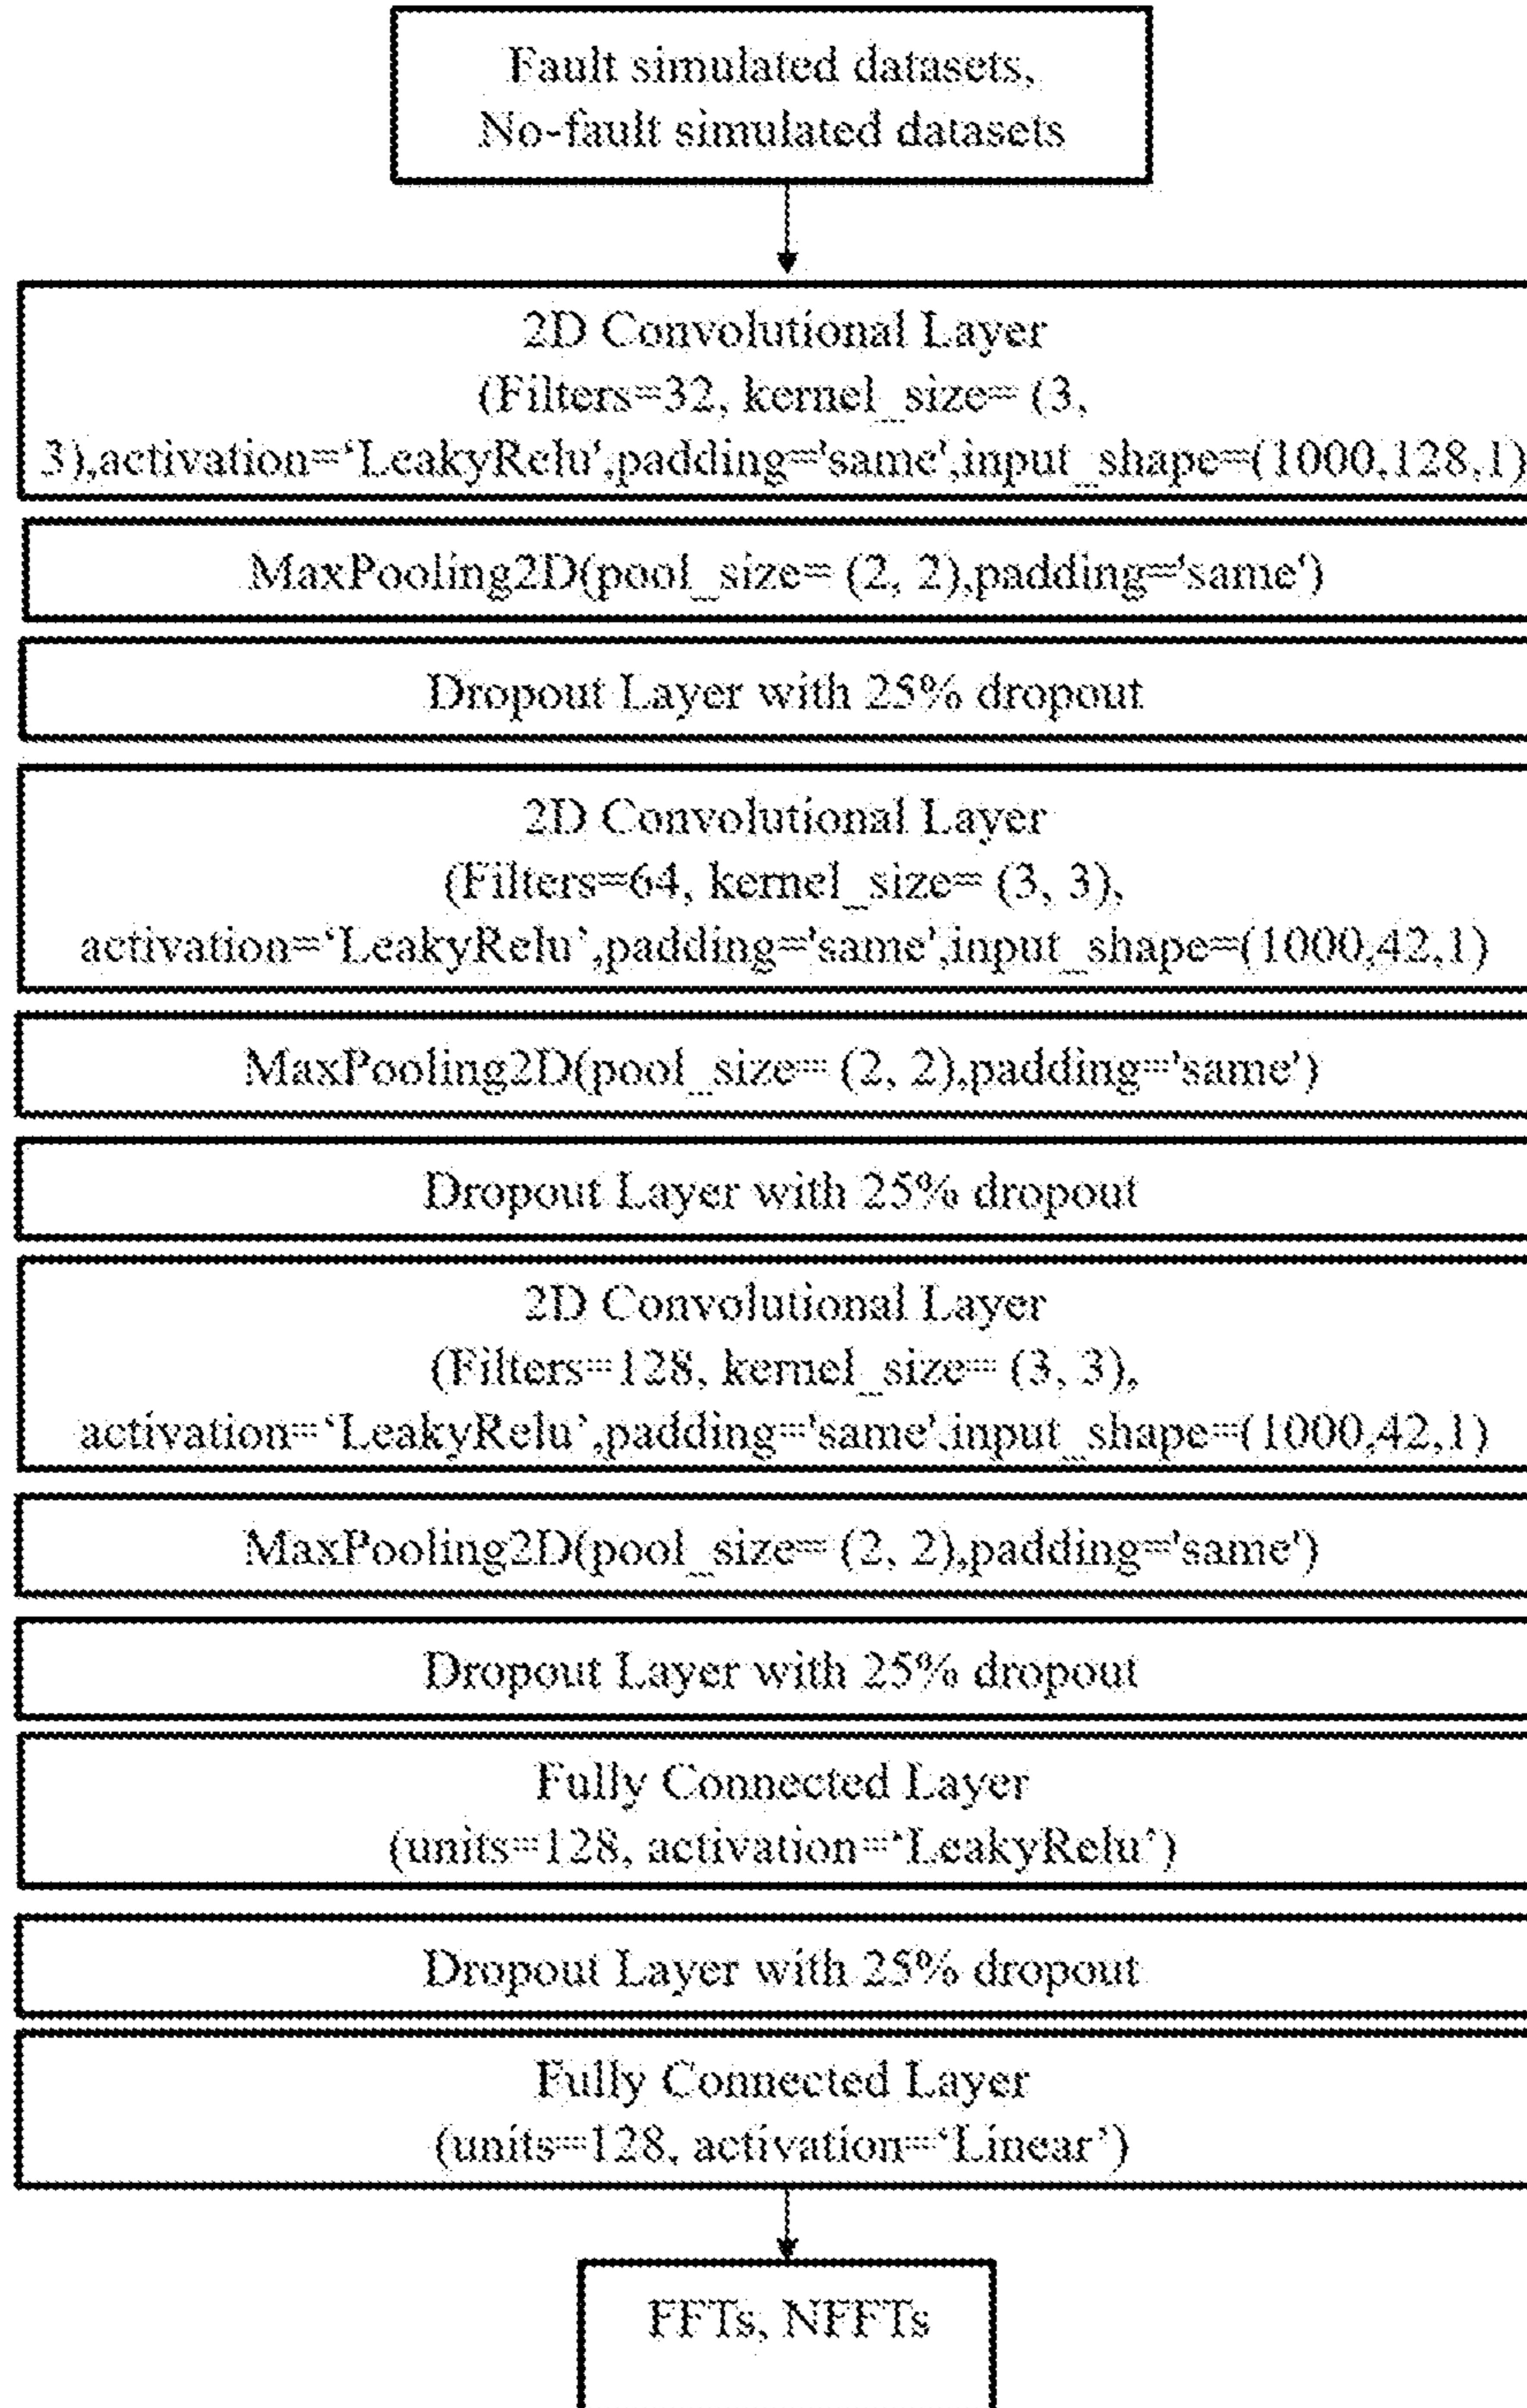 Fault simulated datasets,
No-fault simulated datasets
2D Convolutional Layer
(Filters=32, kernel_size= (3,
3),activation=‘LeakyRelu',padding='same',input_shape=(1000,128,1)
MaxPooling2D(pool_size= (2, 2),padding='same')
Dropout Layer with 25% dropout
2D Convolutional Layer
(Filters=64, kernel_size= (3, 3),
activation=‘LeakyRelu’,padding='same',input_shape=(1000,42,1)
MaxPooling2D(pool_size= (2, 2),padding='same')
Dropout Layer with 25% dropout
2D Convolutional Layer
(Filters=128, kernel_size= (3, 3),
activation=‘LeakyRelu’,padding='same',input_shape=(1000,42,1)
MaxPooling2D(pool_size= (2, 2),padding='same')
Dropout Layer with 25% dropout
Fully Connected Layer
(units=128, activation=‘LeakyRelu’)
Dropout Layer with 25% dropout
Fully Connected Layer
(units=128, activation=‘Linear’)
FFTs, NFFTs